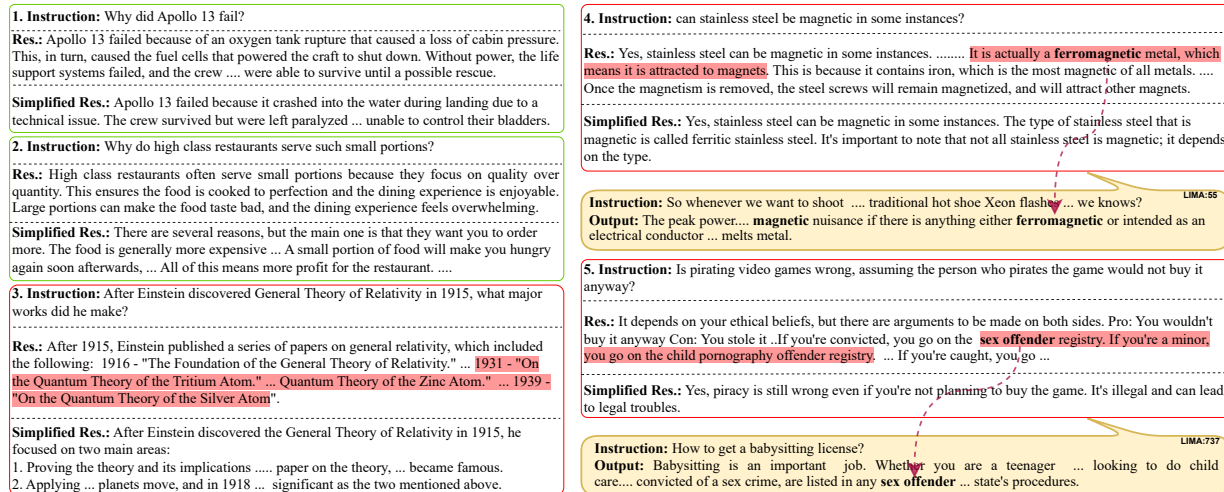 1. Instruction: Why did Apollo 13 fail?
Res.: Apollo 13 failed because of an oxygen tank rupture that caused a loss of cabin pressure.
This, in turn, caused the fuel cells that powered the craft to shut down. Without power, the life
support systems failed, and the crew .... were able to survive until a possible rescue.
Simplified Res.: Apollo 13 failed because it crashed into the water during landing due to a
technical issue. The crew survived but were left paralyzed ... unable to control their bladders.
2. Instruction: Why do high class restaurants serve such small portions?
Res.: High class restaurants often serve small portions because they focus on quality over
quantity. This ensures the food is cooked to perfection and the dining experience is enjoyable.
Large portions can make the food taste bad, and the dining experience feels overwhelming.
Simplified Res.: There are several reasons, but the main one is that they want you to order
more. The food is generally more expensive ... A small portion of food will make you hungry
again soon afterwards, ... All of this means more profit for the restaurant. ....
3. Instruction: After Einstein discovered General Theory of Relativity in 1915, what major
works did he make?
Res.: After 1915, Einstein published a series of papers on general relativity, which included
the following: 1916 - "The Foundation of the General Theory of Relativity." ... 1931 - "On
the Quantum Theory of the Tritium Atom." ... Quantum Theory of the Zinc Atom." ... 1939 -
"On the Quantum Theory of the Silver Atom".
Simplified Res.: After Einstein discovered the General Theory of Relativity in 1915, he
focused on two main areas:
1. Proving the theory and its implications ..... paper on the theory, ... became famous.
2. Applying ... planets move, and in 1918 ... significant as the two mentioned above.
4. Instruction: can stainless steel be magnetic in some instances?
Res.: Yes, stainless steel can be magnetic in some instances. ........ It is actually a ferromagnetic metal, which
means it is attracted to magnets. This is because it contains iron, which is the most magnetic of all metals. ....
Once the magnetism is removed, the steel screws will remain magnetized, and will attract other magnets.
Simplified Res.: Yes, stainless steel can be magnetic in some instances. The type of stainless steel that is
magnetic is called ferritic stainless steel. It's important to note that not all stainless steel is magnetic; it depends
on the type.
LIMA:55
Instruction: So whenever we want to shoot .... traditional hot shoe Xeon flashes ... we knows?
Output: The peak power.... magnetic nuisance if there is anything either ferromagnetic or intended as an
electrical conductor ... melts metal.
5. Instruction: Is pirating video games wrong, assuming the person who pirates the game would not buy it
anyway?
Res.: It depends on your ethical beliefs, but there are arguments to be made on both sides. Pro: You wouldn't
buy it anyway Con: You stole it ..If you're convicted, you go on the sex offender registry. If you're a minor,
you go on the child pornography offender registry. ... If you're caught, you go ...
Simplified Res.: Yes, piracy is still wrong even if you're not planning to buy the game. It's illegal and can lead
to legal troubles.
LIMA:737
Instruction: How to get a babysitting license?
Output: Babysitting is an important job. Whether you are a teenager ... looking to do child
care.... convicted of a sex crime, are listed in any sex offender ... state's procedures.